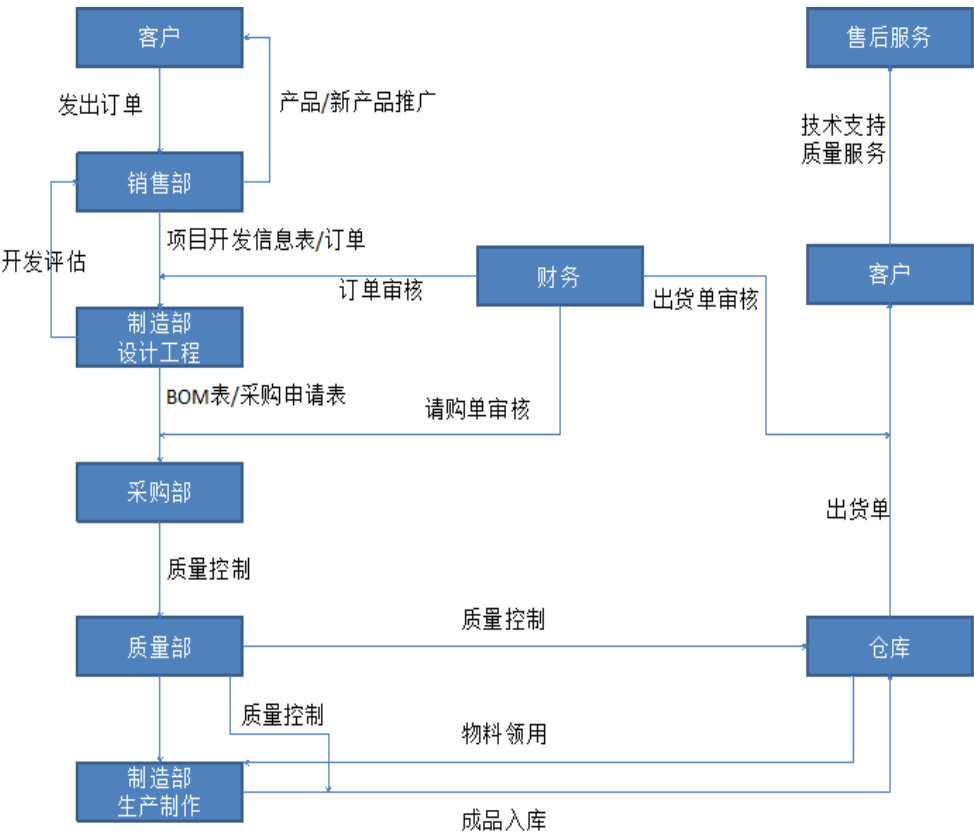 客户
售后服务
发出订单
产品/新产品推广
技术支持
质量服务
销售部
项目开发信息表/订单
开发评估
财务
客户
订单审核
出货单审核
制造部
设计工程
BOM表/采购申请表
请购单审核
采购部
出货单
质量控制
质量控制
质量部
仓库
质量控制
物料领用
制造部
生产制作
成品入库